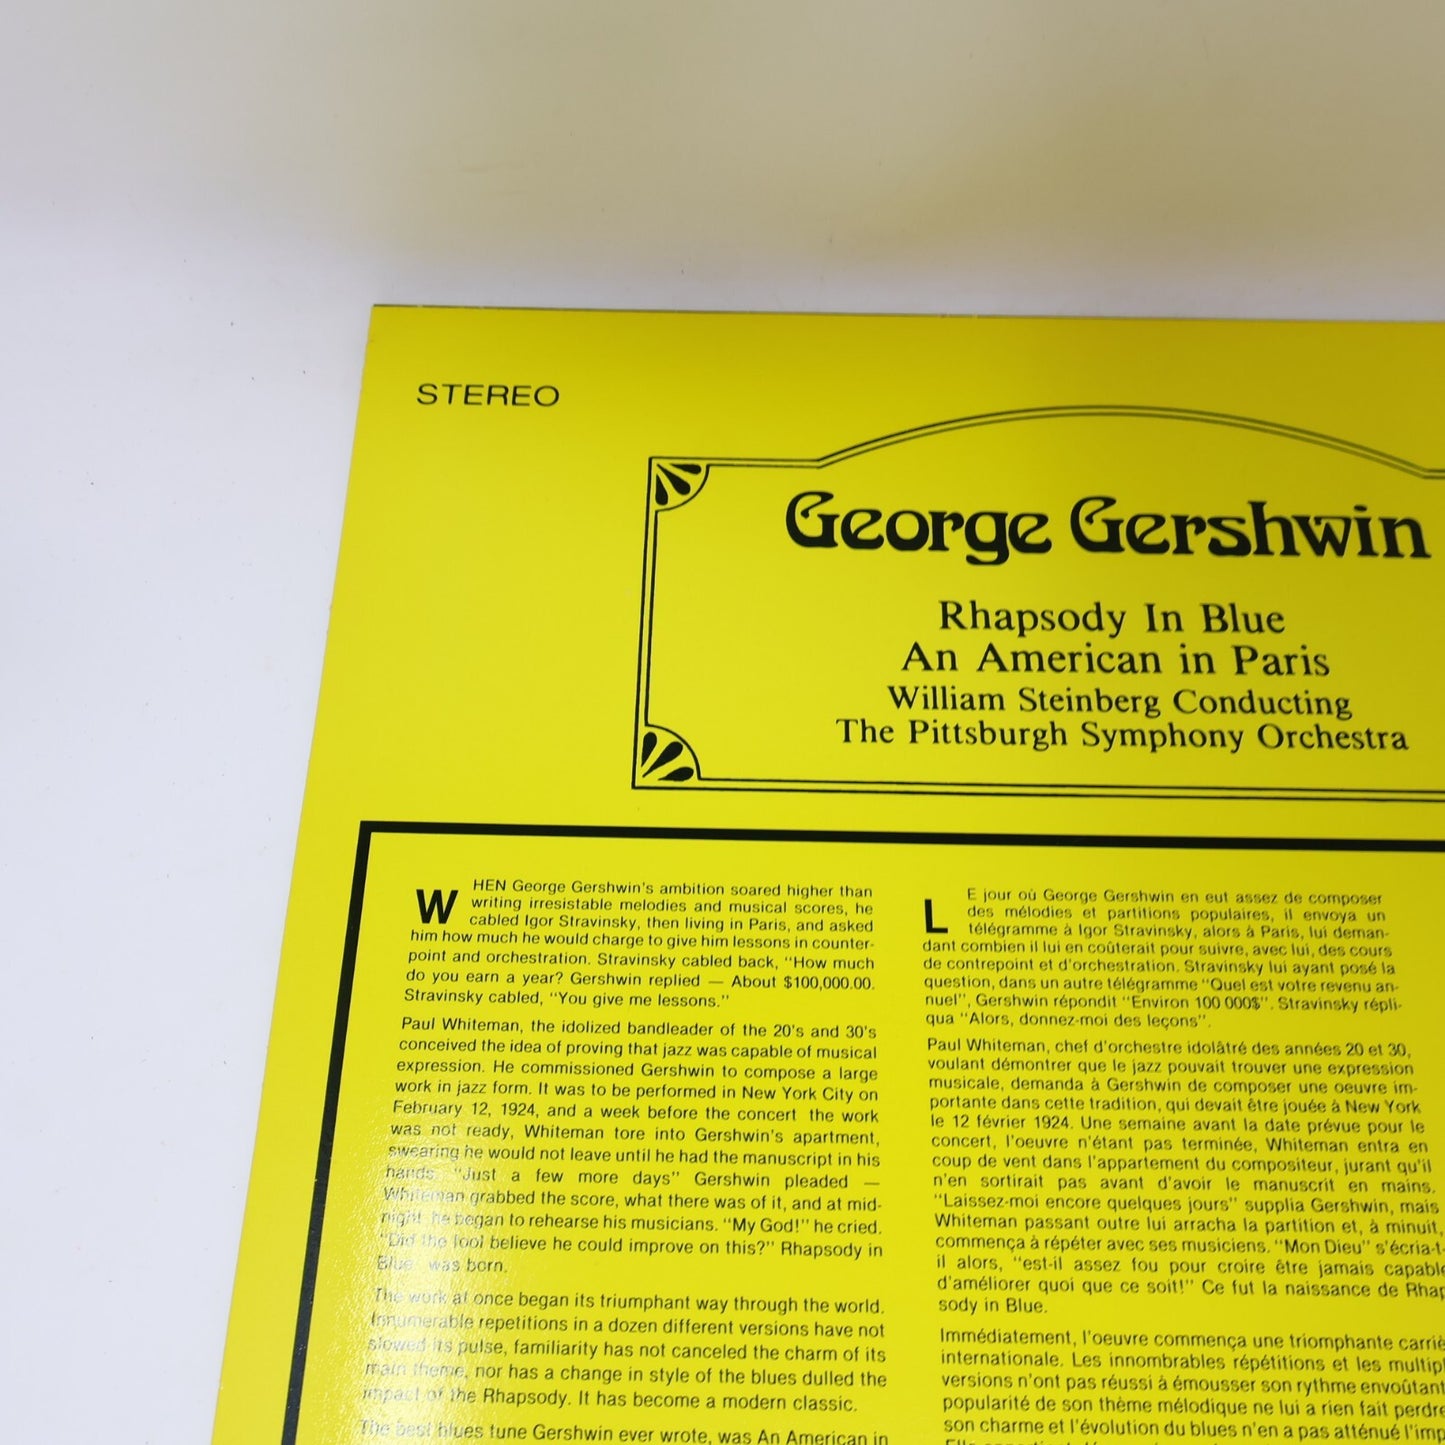 STEREO
George Gershwin
Rhapsody In Blue
An American in Paris
William Steinberg Conducting
The Pittsburgh Symphony Orchestra
WHEN George Gershwin's ambition soared higher than
writing irresistable melodies and musical scores, he
cabled Igor Stravinsky, then living in Paris, and asked
him how much he would charge to give him lessons in counter-
point and orchestration. Stravinsky cabled back, "How much
do you earn a year? Gershwin replied — About $100,000.00.
Stravinsky cabled, "You give me lessons."
Paul Whiteman, the idolized bandleader of the 20's and 30's
conceived the idea of proving that jazz was capable of musical
expression. He commissioned Gershwin to compose a large
work in jazz form. It was to be performed in New York City on
February 12, 1924, and a week before the concert the work
was not ready, Whiteman tore into Gershwin's apartment,
swearing he would not leave until he had the manuscript in his
hands. "Just a few more days" Gershwin pleaded —
Whiteman grabbed the score, what there was of it, and at mid-
night he began to rehearse his musicians. "My God!" he cried.
"Did the fool believe he could improve on this?" Rhapsody in
Blue was born.
The work at once began its triumphant way through the world.
Innumerable repetitions in a dozen different versions have not
slowed its pulse, familiarity has not canceled the charm of its
main theme, nor has a change in style of the blues dulled the
impact of the Rhapsody. It has become a modern classic.
The best blues tune Gershwin ever wrote, was An American in
LE jour où George Gershwin en eut assez de composer
des mélodies et partitions populaires, il envoya un
télégramme à Igor Stravinsky, alors à Paris, lui deman-
dant combien il lui en coûterait pour suivre, avec lui, des cours
de contrepoint et d'orchestration. Stravinsky lui ayant posé la
question, dans un autre télégramme "Quel est votre revenu an-
nuel", Gershwin répondit "Environ 100 000$". Stravinsky répli-
qua "Alors, donnez-moi des leçons".
Paul Whiteman, chef d'orchestre idolâtré des années 20 et 30,
voulant démontrer que le jazz pouvait trouver une expression
musicale, demanda à Gershwin de composer une oeuvre im-
portante dans cette tradition, qui devait être jouée à New York
le 12 février 1924. Une semaine avant la date prévue pour le
concert, l'oeuvre n'étant pas terminée, Whiteman entra en
coup de vent dans l'appartement du compositeur, jurant qu'il
n'en sortirait pas avant d'avoir le manuscrit en mains.
"Laissez-moi encore quelques jours" supplia Gershwin, mais
Whiteman passant outre lui arracha la partition et, à minuit,
commença à répéter avec ses musiciens. "Mon Dieu" s'écria-t-
il alors, "est-il assez fou pour croire être jamais capable
d'améliorer quoi que ce soit!" Ce fut la naissance de Rhap
sody in Blue.
Immédiatement, l'oeuvre commença une triomphante carriè
internationale. Les innombrables répétitions et les multipl
versions n'ont pas réussi à émousser son rythme envoûtant
popularité de son thème mélodique ne lui a rien fait perdre
son charme et l'évolution du blues n'en a pas atténué l'imp